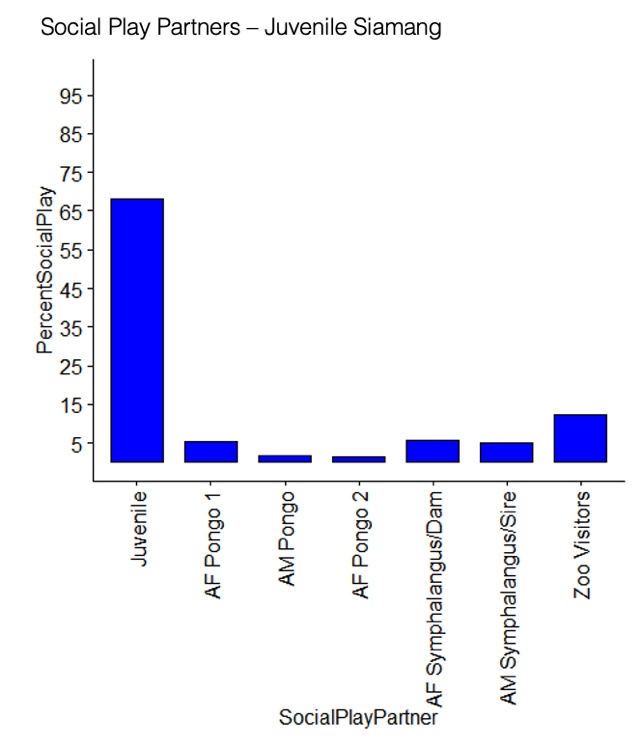 Social Play Partners – Juvenile Siamang
PercentSocialPlay
95
85
75
65
55
45
35
25
15
5
Juvenile
AF Pongo 1
AM Pongo
AF Pongo 2
AF Symphalangus/Dam
AM Symphalangus/Sire
Zoo Visitors
SocialPlayPartner